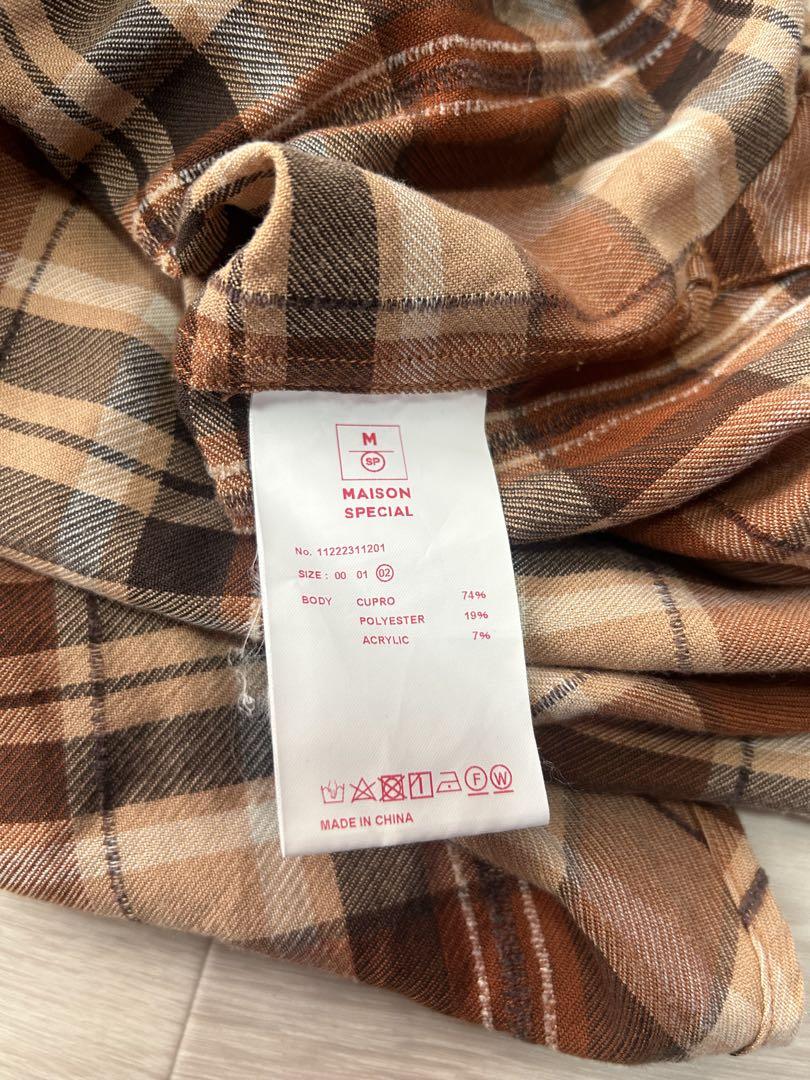 M
SP
MAISON
SPECIAL
No. 11222311201
SIZE : 00 01 02
BODY CUPRO 74%
POLYESTER 19%
ACRYLIC 7%
F W
MADE IN CHINA